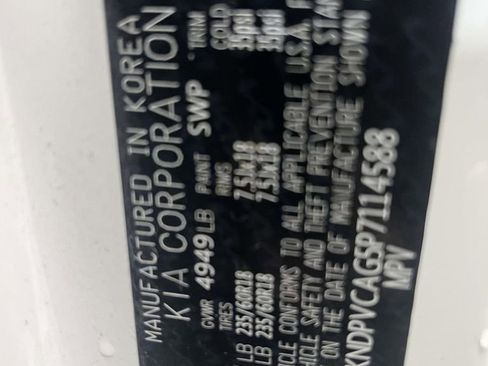 MANUFACTURED IN KOREA
KIA CORPORATION
GVWR 4949LB PAINT SWP TRIM
TIRES RIMS COLD
LB 235/60R18 7.5JX18 33psi
LB 235/60R18 7.5JX18 33psi
CONFORMS TO ALL APPLICABLE U.S.A.
SAFETY AND THEFT PREVENTION
ON THE DATE OF MANUFACTURE SHOWN
KNDPVCAG5P7114588
MPV